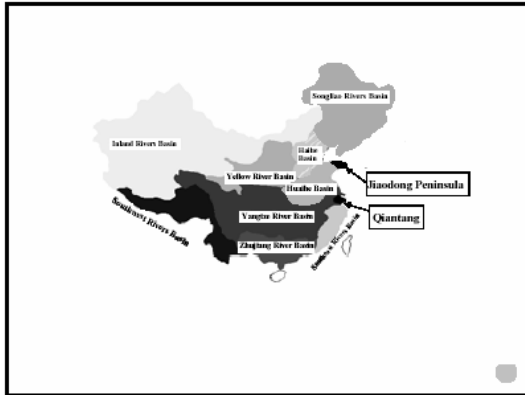 Songliao Rivers Basin
Inland Rivers Basin
Haihe
Basin
Yellow River Basin
Huaihe Basin
Jiaodong Peninsula
Yangtze River Basin
Qiantang
Southwest Rivers Basin
Zhujiang River Basin
Southeast Rivers Basin